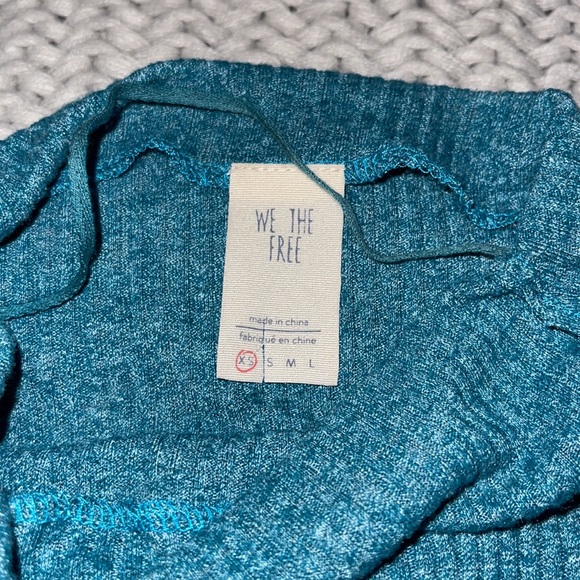 WE THE
FREE
made in china
fabriqué en chine
XS S M L